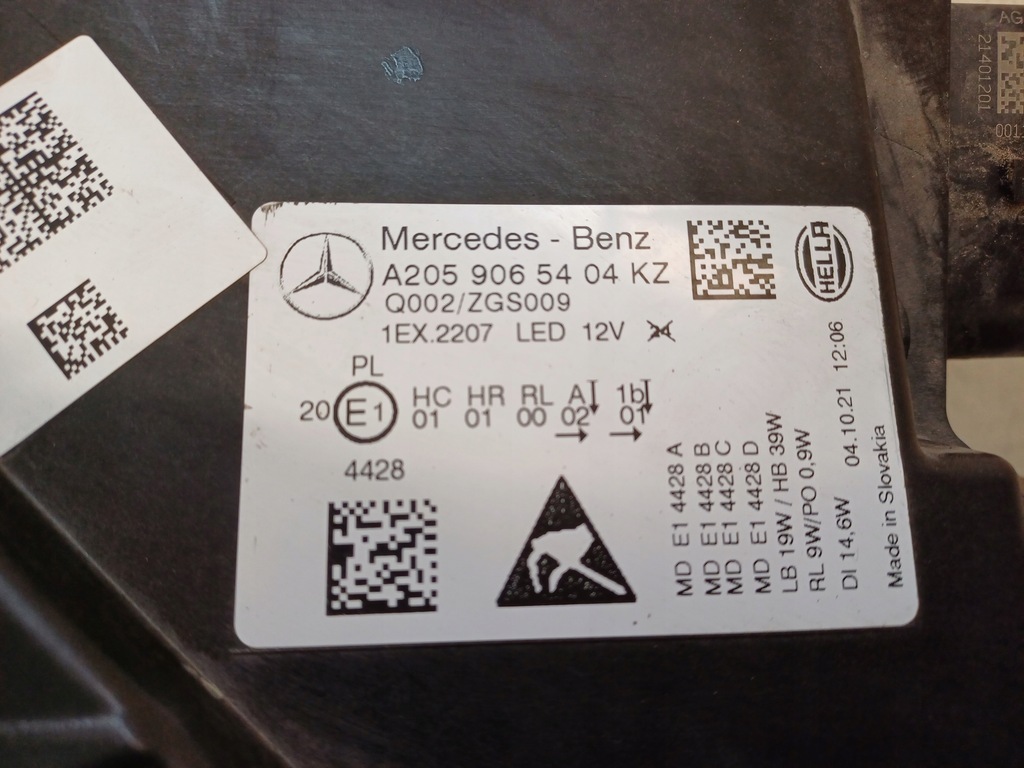 Mercedes - Benz
A205 906 54 04 KZ
Q002/ZGS009
1EX.2207 LED 12V
PL
20 E1 HC HR RL A 1b
01 01 00 02 01
4428
MD E1 4428 A
MD E1 4428 B
MD E1 4428 C
MD E1 4428 D
LB 19W / HB 39W
RL 9W/PO 0,9W
DI 14,6W 04.10.21 12:06
Made in Slovakia
HELLA
AG
21401201
001